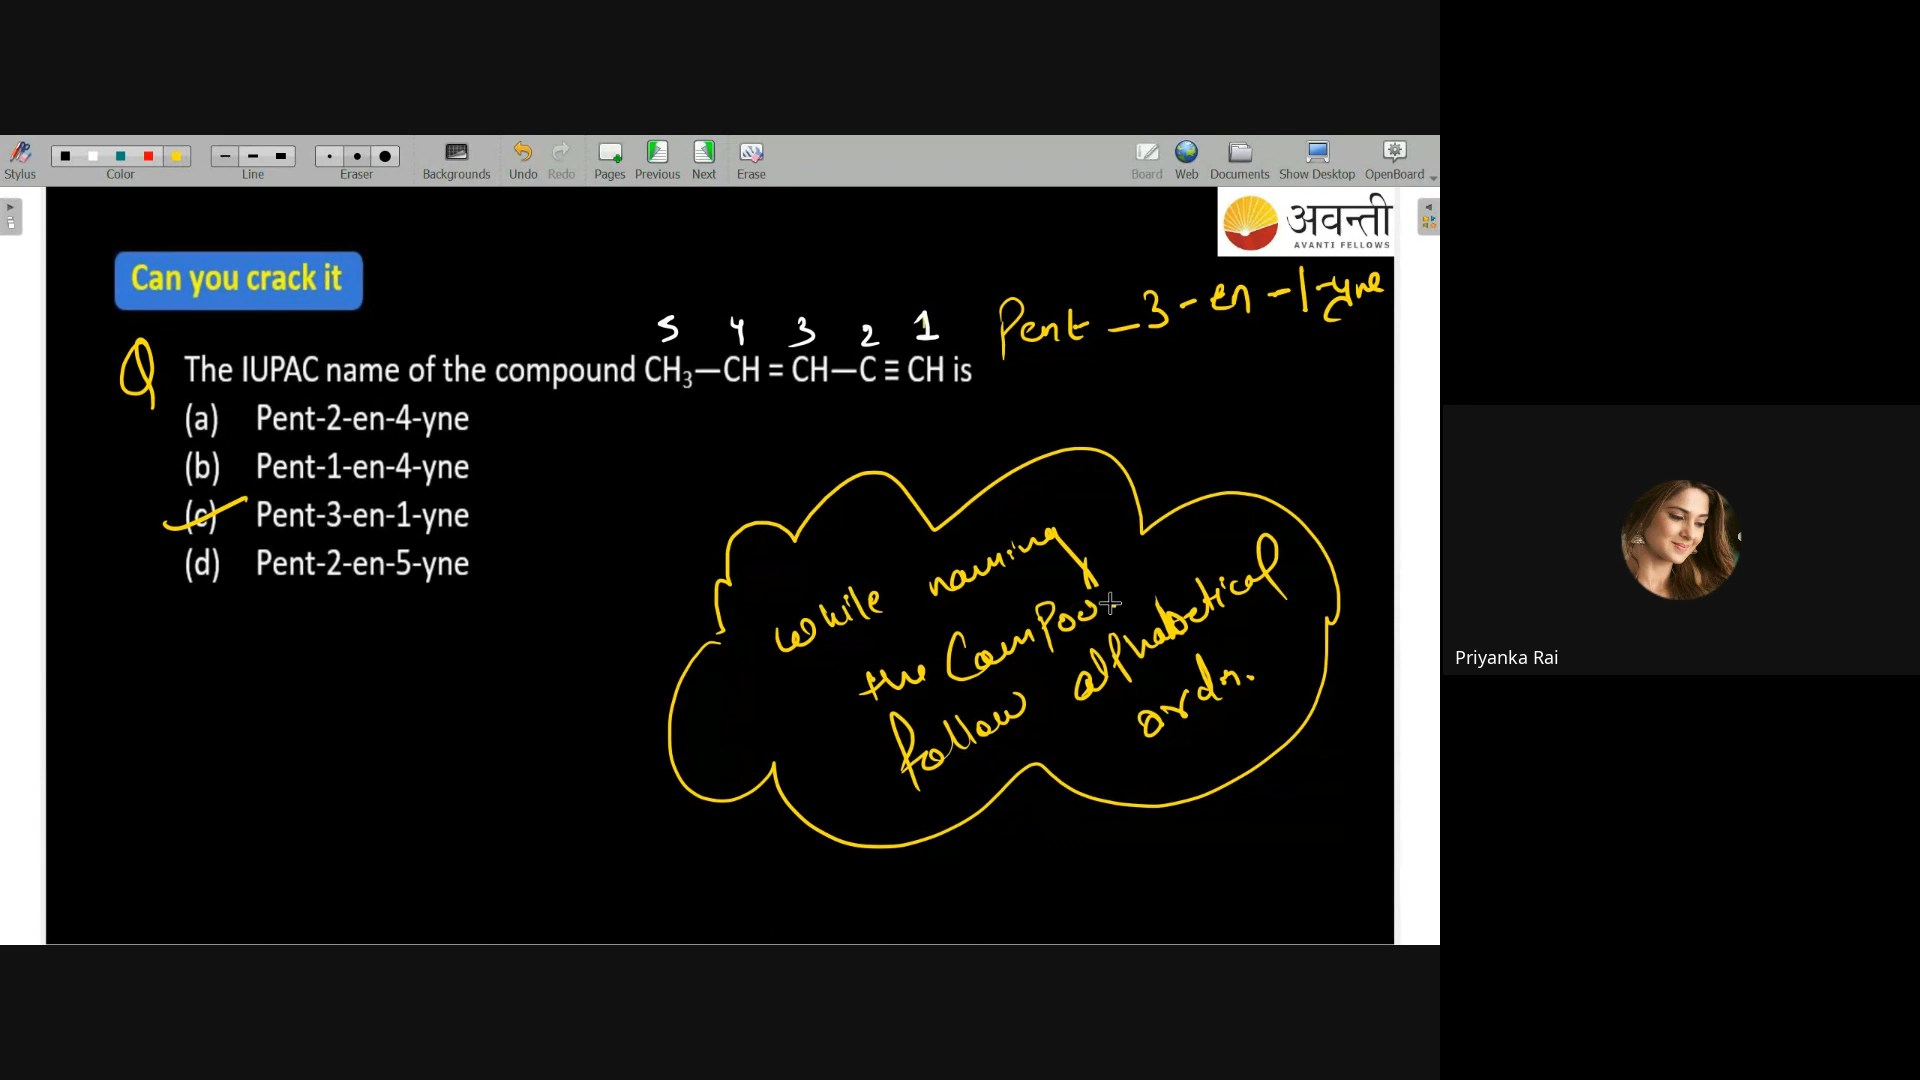 Stylus
Color
Line
Eraser
Backgrounds
Undo
Redo
Pages
Previous
Next
Erase
Board
Web
Documents
Show Desktop
OpenBoard
अवन्ती
AVANTI FELLOWS
Can you crack it
Pent - 3 - en - 1 - yne
5 4 3 2 1
Q
The IUPAC name of the compound CH₃—CH = CH—C ≡ CH is
(a) Pent-2-en-4-yne
(b) Pent-1-en-4-yne
(c) Pent-3-en-1-yne
(d) Pent-2-en-5-yne
while naming
the Compou
follow alphabetical
ordr.
Priyanka Rai